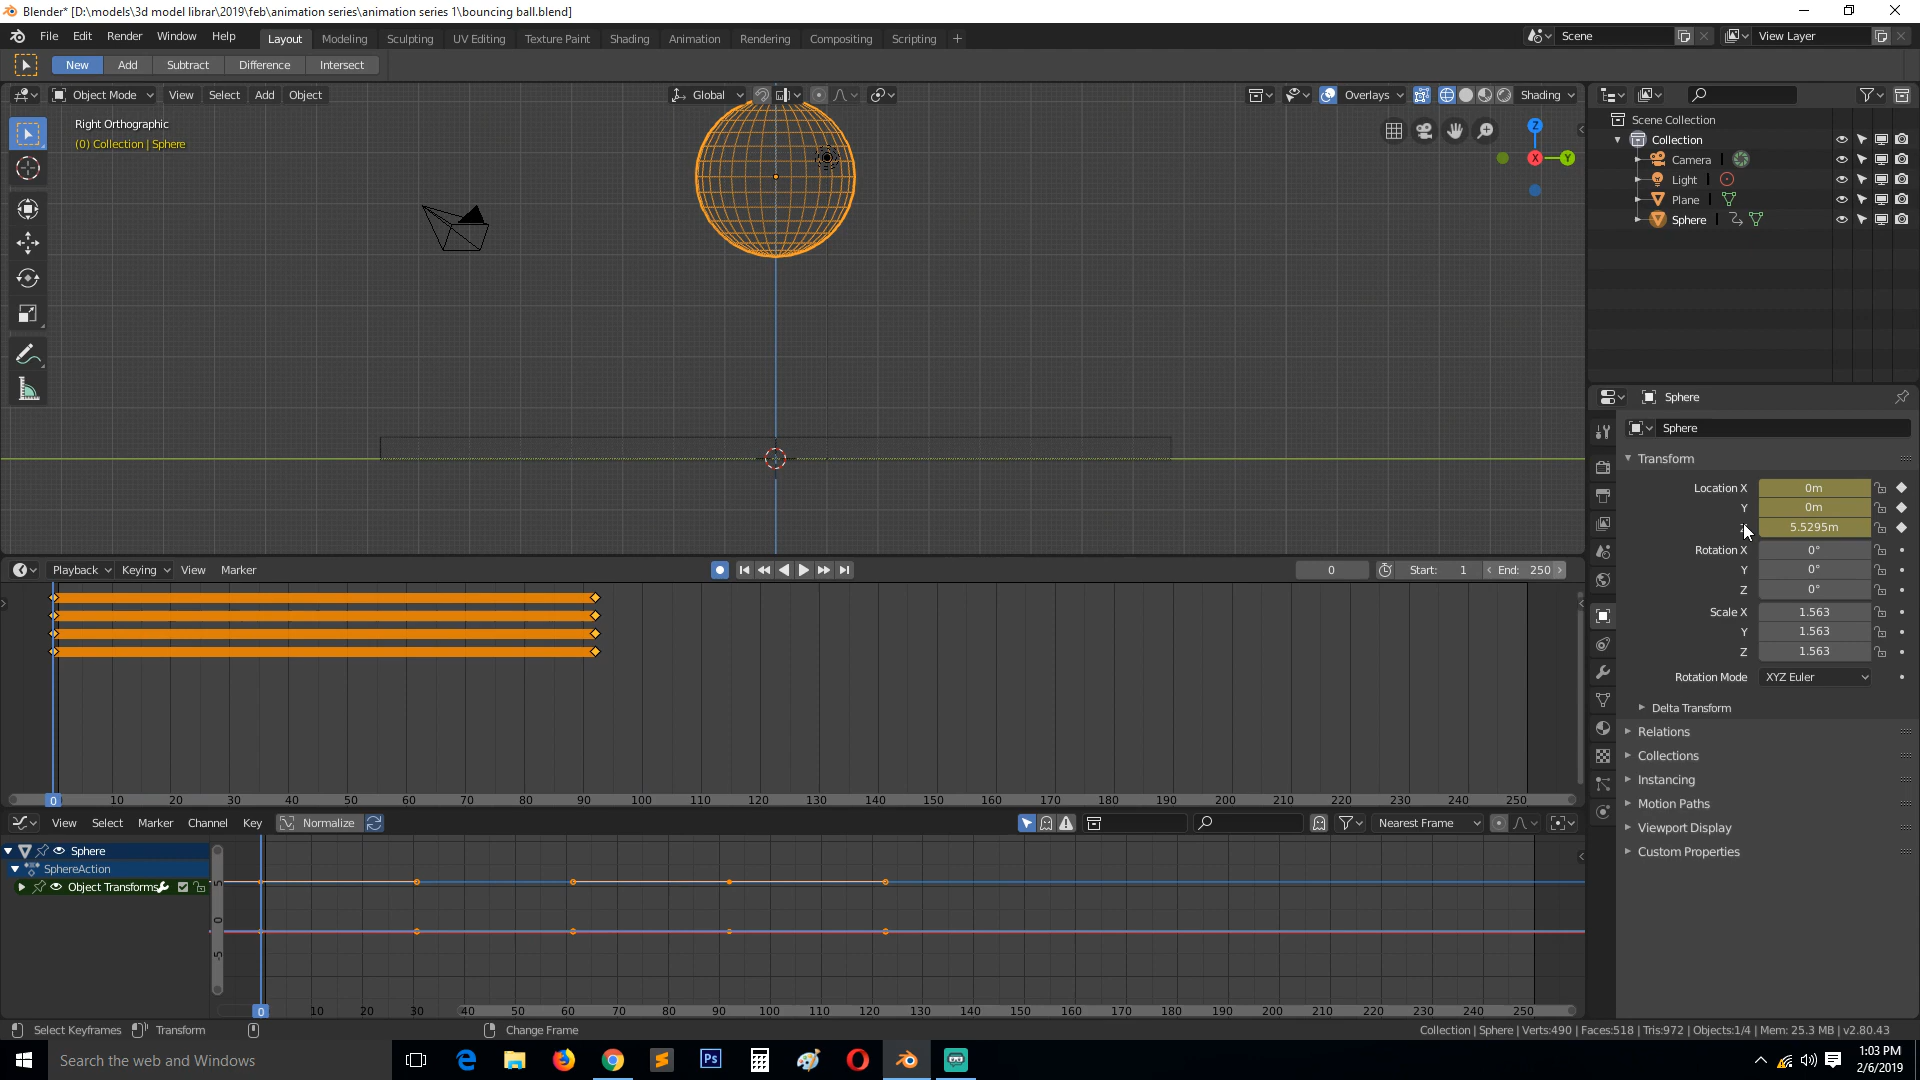 Blender* [D:\models\3d model librar\2019\feb\animation series\animation series 1\bouncing ball.blend]
File Edit Render Window Help Layout Modeling Sculpting UV Editing Texture Paint Shading Animation Rendering Compositing Scripting + Scene View Layer
New Add Subtract Difference Intersect
Object Mode View Select Add Object Global Overlays Shading
Right Orthographic
(0) Collection | Sphere
Z
X
Y
Scene Collection
Collection
Camera
Light
Plane
Sphere
Sphere
Sphere
Transform
Location X 0m
Y 0m
5.5295m
Rotation X 0°
Y 0°
Z 0°
Scale X 1.563
Y 1.563
Z 1.563
Rotation Mode XYZ Euler
Delta Transform
Relations
Collections
Instancing
Motion Paths
Viewport Display
Custom Properties
Playback Keying View Marker 0 Start: 1 End: 250
0 10 20 30 40 50 60 70 80 90 100 110 120 130 140 150 160 170 180 190 200 210 220 230 240 250
View Select Marker Channel Key Normalize Nearest Frame
Sphere
SphereAction
Object Transforms
5
0
-5
0 10 20 30 40 50 60 70 80 90 100 110 120 130 140 150 160 170 180 190 200 210 220 230 240 250
Select Keyframes Transform Change Frame Collection | Sphere | Verts:490 | Faces:518 | Tris:972 | Objects:1/4 | Mem: 25.3 MB | v2.80.43
Search the web and Windows
Ps
1:03 PM
2/6/2019